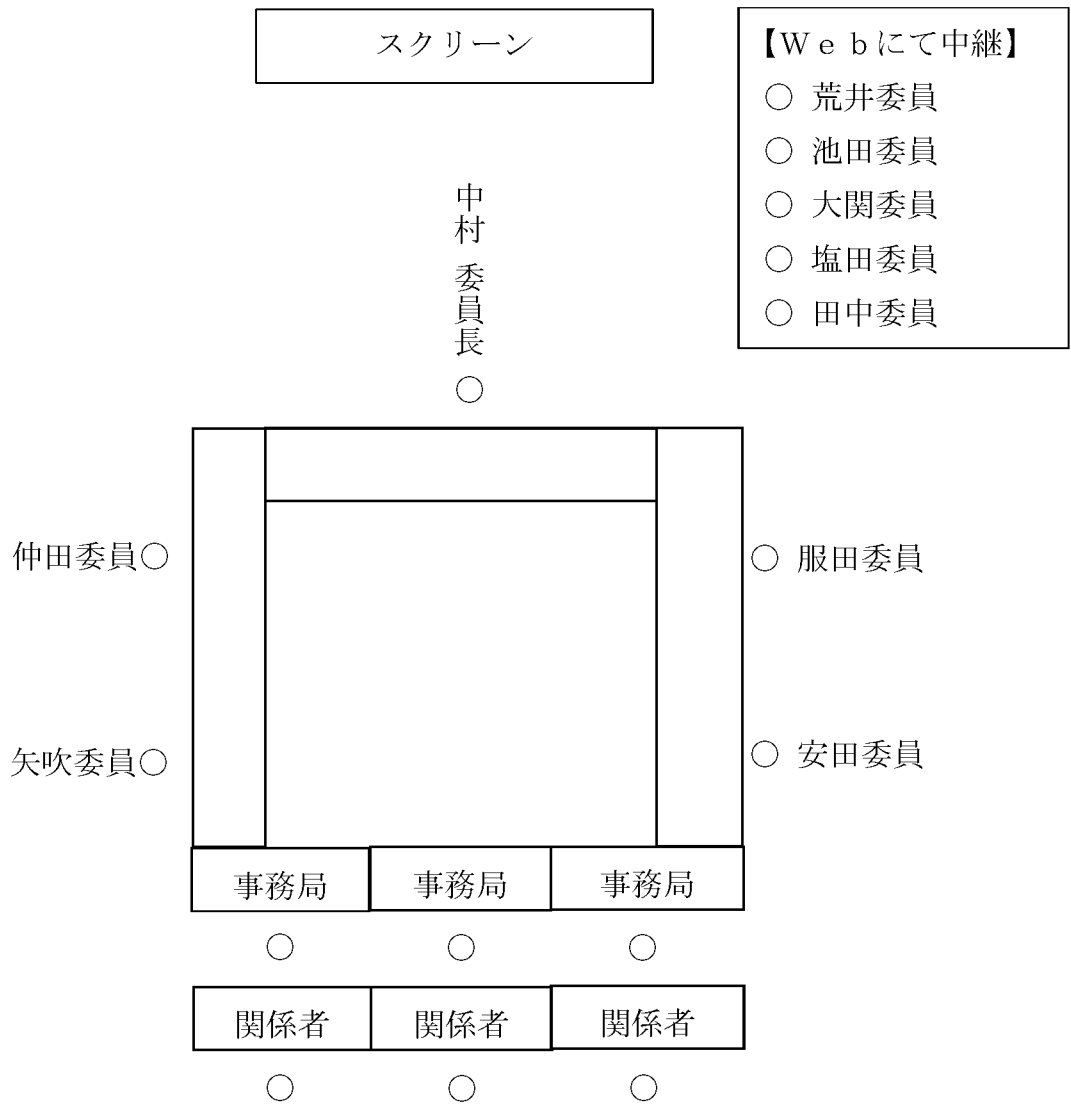 スクリーン
【Ｗｅｂにて中継】
○ 荒井委員
○ 池田委員
○ 大関委員
○ 塩田委員
○ 田中委員
中村 委員長
○
仲田委員○
○ 服田委員
矢吹委員○
○ 安田委員
事務局 事務局 事務局
○ ○ ○
関係者 関係者 関係者
○ ○ ○